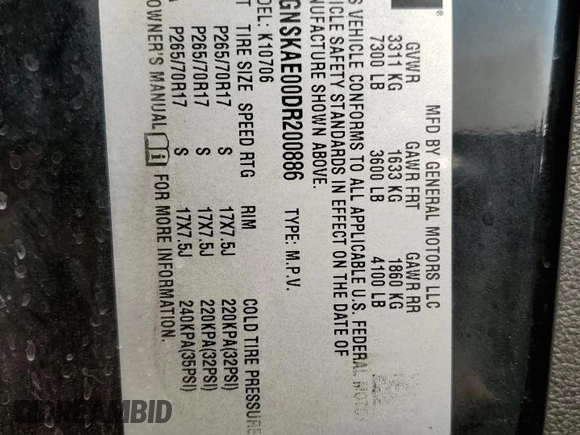 MFD BY GENERAL MOTORS LLC
GVWR GAWR FRT GAWR RR
3311 KG 1633 KG 1860 KG
7300 LB 3600 LB 4100 LB
S VEHICLE CONFORMS TO ALL APPLICABLE U.S. FEDERAL MOTOR
ICLE SAFETY STANDARDS IN EFFECT ON THE DATE OF
NUFACTURE SHOWN ABOVE.
GNSKAE00DR200886 TYPE: M.P.V.
DEL: K10706
TIRE SIZE SPEED RTG RIM COLD TIRE PRESSURE
P265/70R17 S 17X7.5J 220KPA(32PSI)
P265/70R17 S 17X7.5J 220KPA(32PSI)
P265/70R17 S 17X7.5J 240KPA(35PSI)
OWNER'S MANUAL i FOR MORE INFORMATION.